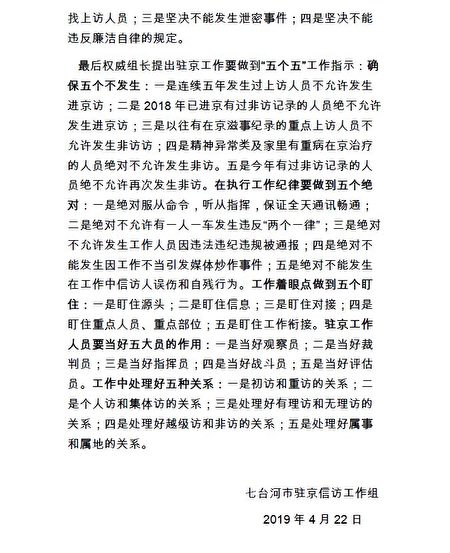 找上访人员；三是坚决不能发生泄密事件；四是坚决不能
违反廉洁自律的规定。
最后权威组长提出驻京工作要做到“五个五”工作指示：确
保五个不发生：一是连续五年发生过上访人员不允许发生
进京访；二是 2018 年已进京有过非访记录的人员绝不允许
发生进京访；三是以往有在京滋事纪录的重点上访人员不
允许发生非访访；四是精神异常类及家里有重病在京治疗
的人员绝对不允许发生非访。五是今年有过非访记录的人
员绝不允许再次发生非访。在执行工作纪律要做到五个绝
对：一是绝对服从命令，听从指挥，保证全天通讯畅通；
二是绝对不允许有一人一车发生违反“两个一律”；三是绝对
不允许发生工作人员因违法违纪违规被通报；四是绝对不
能发生因工作不当引发媒体炒作事件；五是绝对不能发生
在工作中信访人误伤和自残行为。工作着眼点做到五个盯
住：一是盯住源头；二是盯住信息；三是盯住对接；四是
盯住重点人员、重点部位；五是盯住工作衔接。驻京工作
人员要当好五大员的作用：一是当好观察员；二是当好裁
判员；三是当好指挥员；四是当好战斗员；五是当好评估
员。工作中处理好五种关系：一是初访和重访的关系；二
是个人访和集体访的关系；三是处理好有理访和无理访的
关系；四是处理好越级访和非访的关系；五是处理好属事
和属地的关系。
七台河市驻京信访工作组
2019 年 4 月 22 日